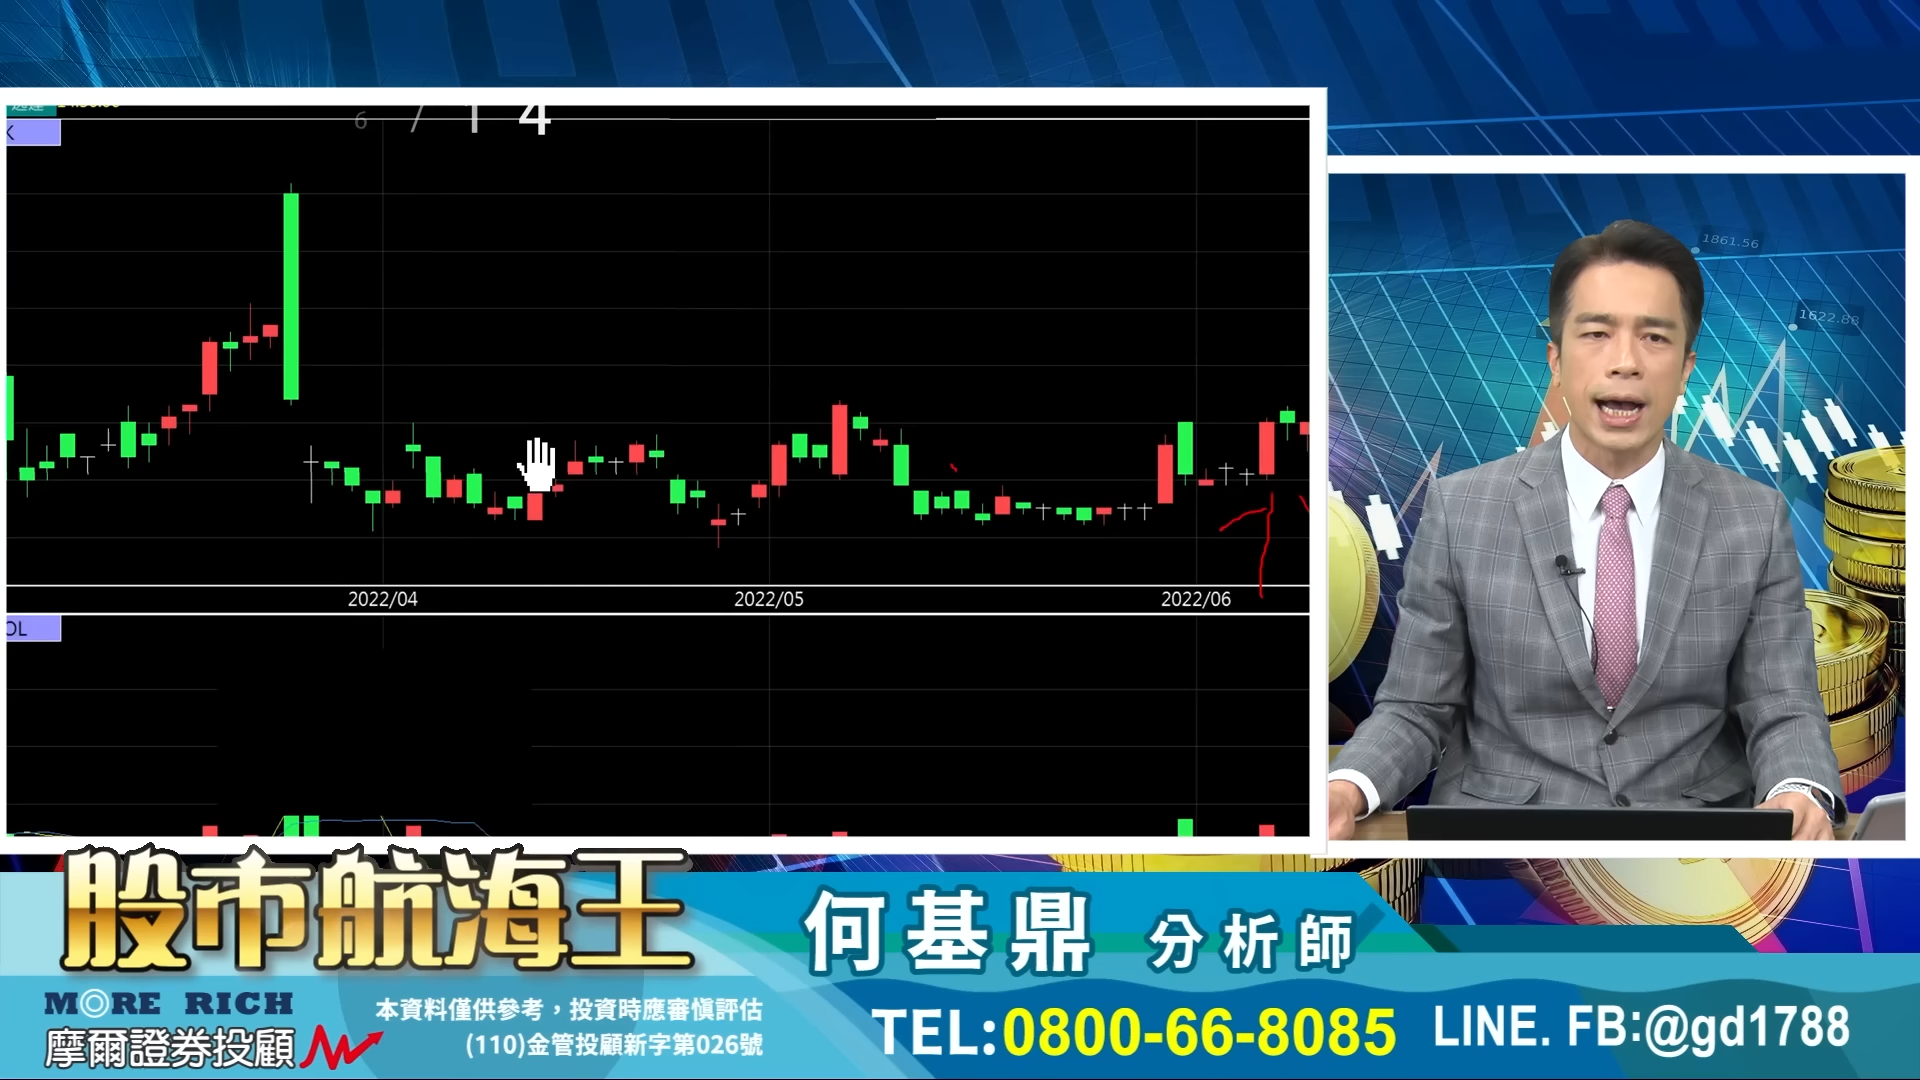 6 / 1 4
K
1861.56
1622.88
2022/04 2022/05 2022/06
OL
股市航海王
何基鼎 分析師
MORE RICH
摩爾證券投顧
本資料僅供參考，投資時應審慎評估
(110)金管投顧新字第026號
TEL:0800-66-8085
LINE. FB:@gd1788